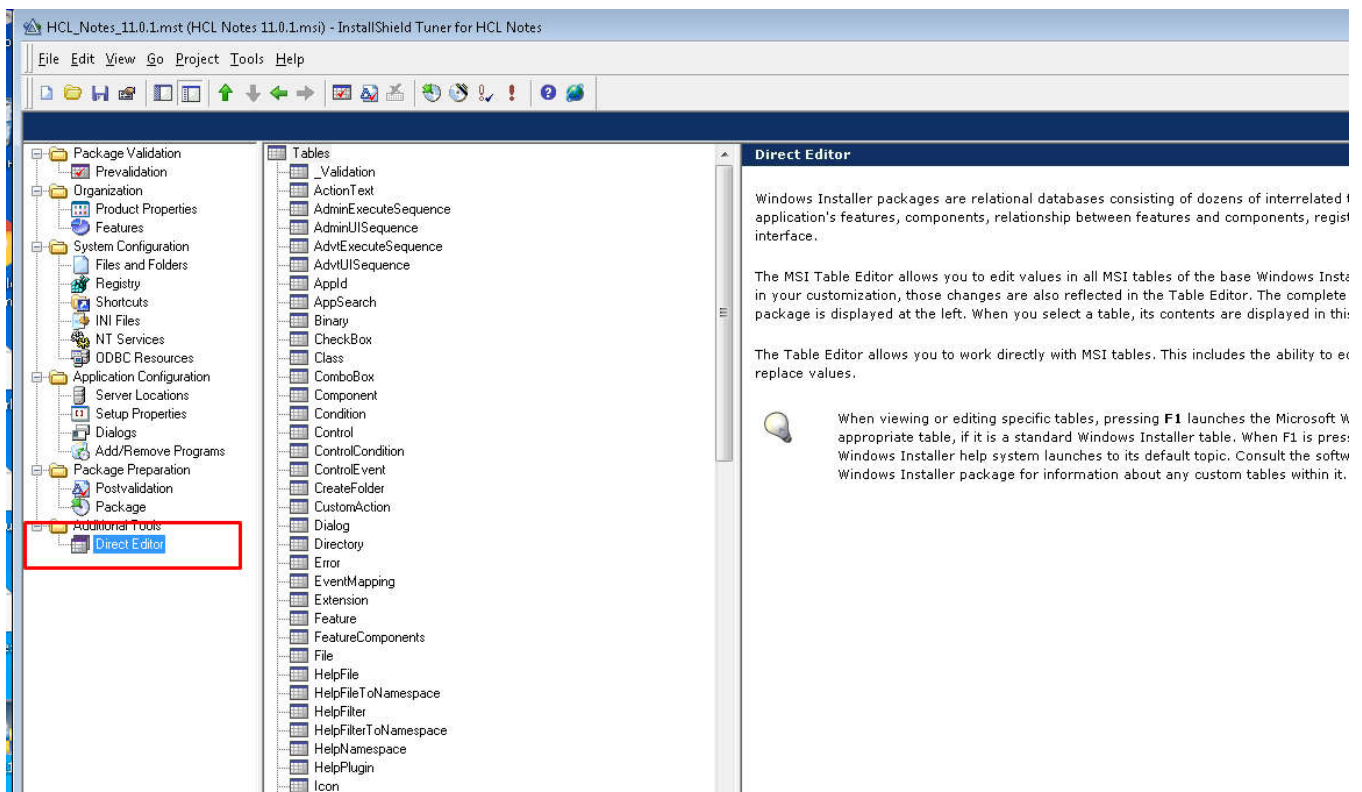 HCL_Notes_11.0.1.mst (HCL Notes 11.0.1.msi) - InstallShield Tuner for HCL Notes
File Edit View Go Project Tools Help
Package Validation
Prevalidation
Organization
Product Properties
Features
System Configuration
Files and Folders
Registry
Shortcuts
INI Files
NT Services
ODBC Resources
Application Configuration
Server Locations
Setup Properties
Dialogs
Add/Remove Programs
Package Preparation
Postvalidation
Package
Additional Tools
Direct Editor
Tables
_Validation
ActionText
AdminExecuteSequence
AdminUISequence
AdvtExecuteSequence
AdvtUISequence
AppId
AppSearch
Binary
CheckBox
Class
ComboBox
Component
Condition
Control
ControlCondition
ControlEvent
CreateFolder
CustomAction
Dialog
Directory
Error
EventMapping
Extension
Feature
FeatureComponents
File
HelpFile
HelpFileToNamespace
HelpFilter
HelpFilterToNamespace
HelpNamespace
HelpPlugin
Icon
Direct Editor
Windows Installer packages are relational databases consisting of dozens of interrelated
application's features, components, relationship between features and components,
interface.
The MSI Table Editor allows you to edit values in all MSI tables of the base Windows
in your customization, those changes are also reflected in the Table Editor. The complete
package is displayed at the left. When you select a table, its contents are displayed in
The Table Editor allows you to work directly with MSI tables. This includes the ability to
replace values.
When viewing or editing specific tables, pressing F1 launches the Microsoft
appropriate table, if it is a standard Windows Installer table. When F1 is
Windows Installer help system launches to its default topic. Consult the
Windows Installer package for information about any custom tables within it.